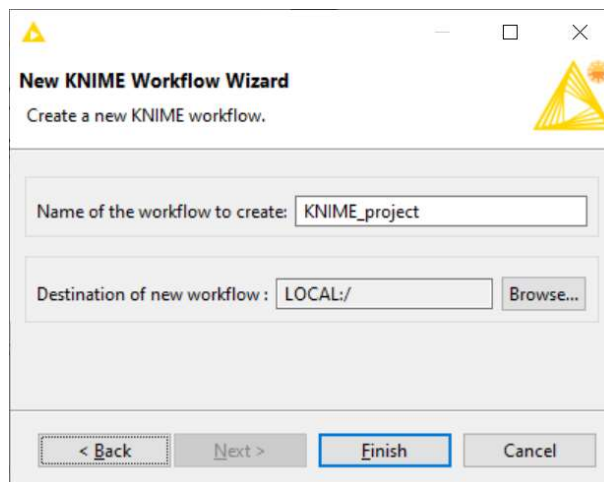 New KNIME Workflow Wizard
Create a new KNIME workflow.
Name of the workflow to create: KNIME_project
Destination of new workflow : LOCAL:/ Browse...
< Back Next > Finish Cancel